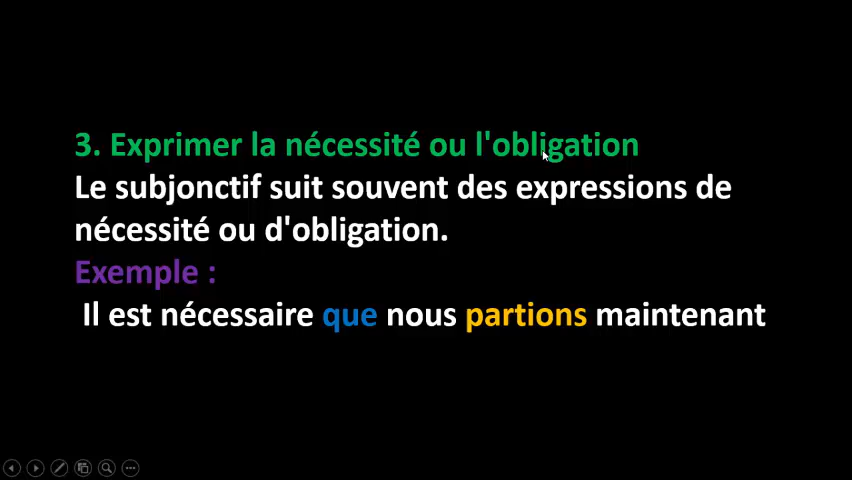 3. Exprimer la nécessité ou l'obligation
Le subjonctif suit souvent des expressions de
nécessité ou d'obligation.
Exemple :
Il est nécessaire que nous partions maintenant